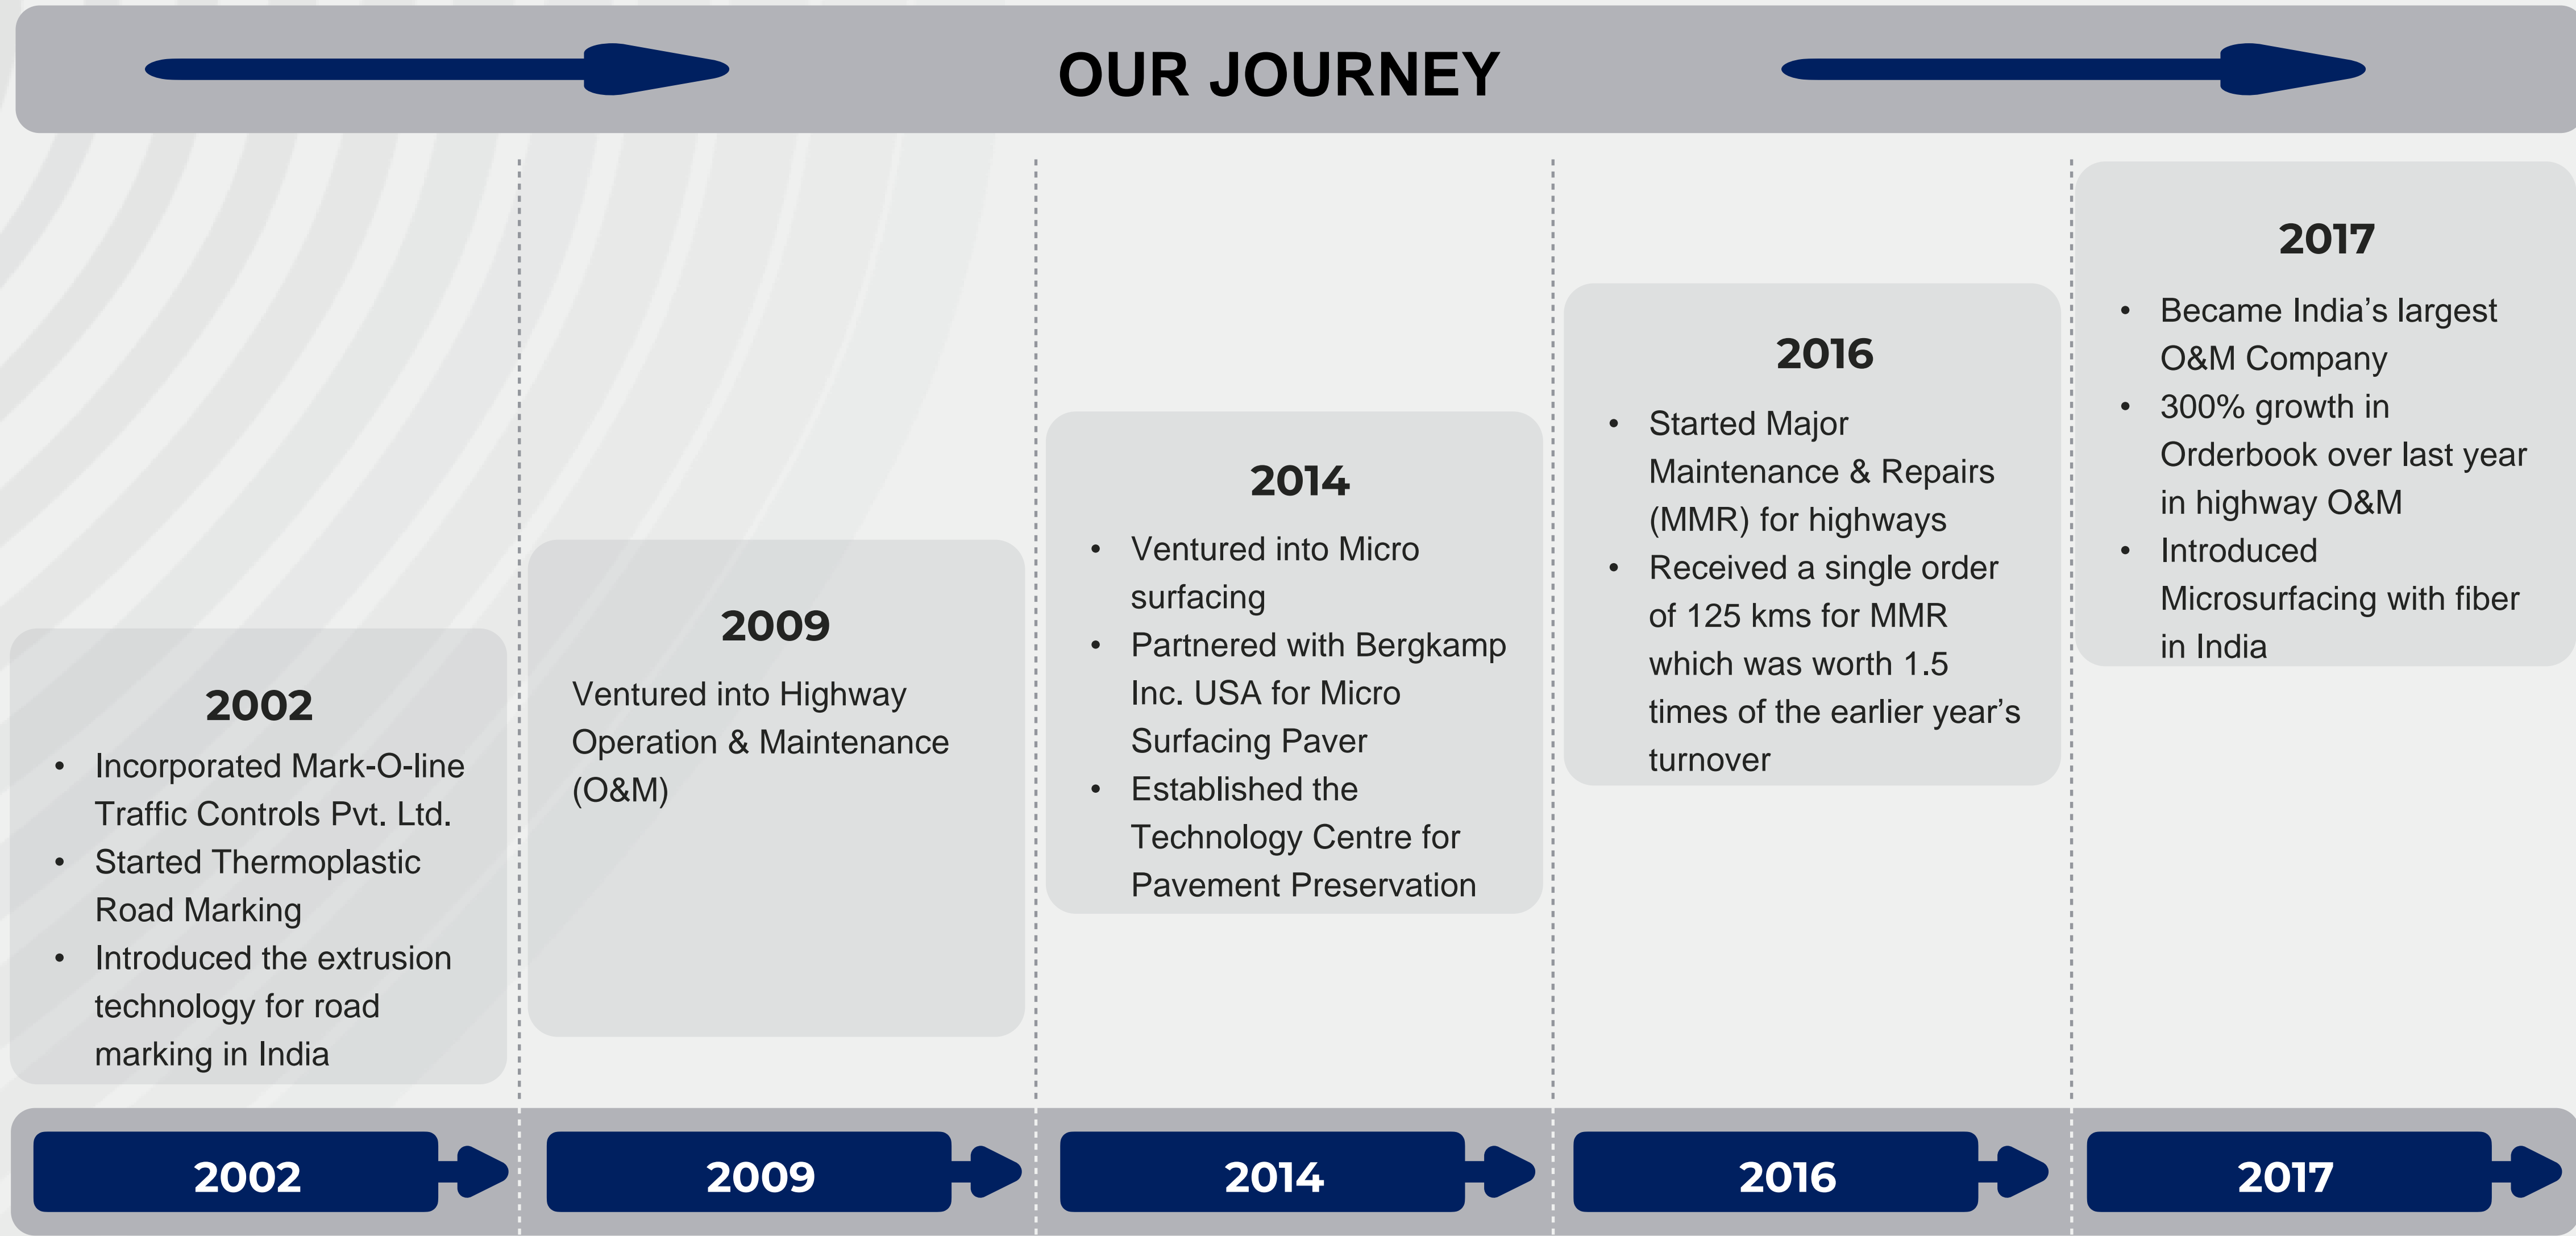 OUR JOURNEY
2002
• Incorporated Mark-O-line
Traffic Controls Pvt. Ltd.
• Started Thermoplastic
Road Marking
• Introduced the extrusion
technology for road
marking in India
2009
Ventured into Highway
Operation & Maintenance
(O&M)
2014
• Ventured into Micro
surfacing
• Partnered with Bergkamp
Inc. USA for Micro
Surfacing Paver
• Established the
Technology Centre for
Pavement Preservation
2016
• Started Major
Maintenance & Repairs
(MMR) for highways
• Received a single order
of 125 kms for MMR
which was worth 1.5
times of the earlier year’s
turnover
2017
• Became India’s largest
O&M Company
• 300% growth in
Orderbook over last year
in highway O&M
• Introduced
Microsurfacing with fiber
in India
2002
2009
2014
2016
2017